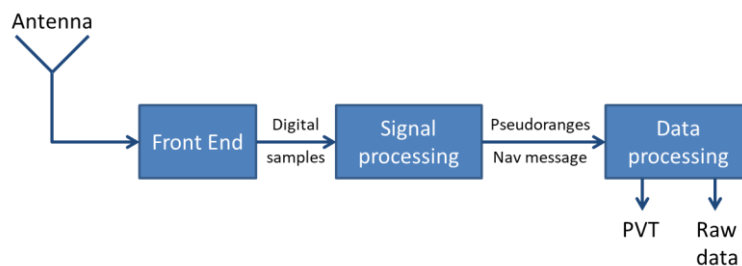 Antenna
Front End
Digital
samples
Signal
processing
Pseudoranges
Nav message
Data
processing
PVT
Raw
data